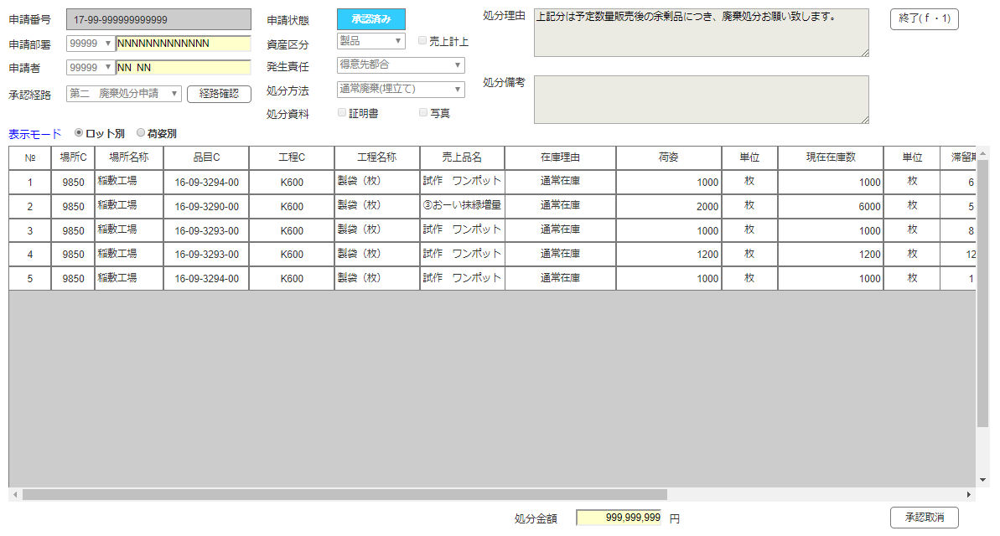 申請番号 17-99-999999999999 申請状態 承認済み 処分理由 上記分は予定数量販売後の余剰品につき、廃棄処分お願い致します。 終了(ｆ・1)
申請部署 99999 NNNNNNNNNNNNN 資産区分 製品 売上計上
申請者 99999 NN NN 発生責任 得意先都合
承認経路 第二　廃棄処分申請 経路確認 処分方法 通常廃棄(埋立て) 処分備考
処分資料 証明書 写真
表示モード ロット別 荷姿別
№ 場所C 場所名称 品目C 工程C 工程名称 売上品名 在庫理由 荷姿 単位 現在在庫数 単位
1 9850 稲敷工場 16-09-3294-00 K600 製袋（枚） 試作　ワンポット 通常在庫 1000 枚 1000 枚 6
2 9850 稲敷工場 16-09-3290-00 K600 製袋（枚） ③おーい抹緑増量 通常在庫 2000 枚 6000 枚 5
3 9850 稲敷工場 16-09-3293-00 K600 製袋（枚） 試作　ワンポット 通常在庫 1000 枚 1000 枚 8
4 9850 稲敷工場 16-09-3293-00 K600 製袋（枚） 試作　ワンポット 通常在庫 1200 枚 1200 枚 12
5 9850 稲敷工場 16-09-3294-00 K600 製袋（枚） 試作　ワンポット 通常在庫 1000 枚 1000 枚 1
処分金額 999,999,999 円 承認取消